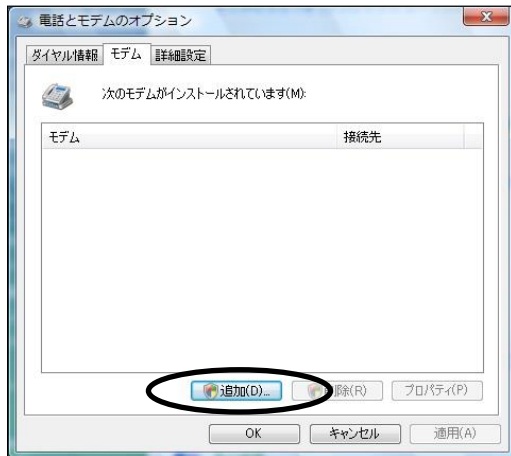 電話とモデムのオプション
ダイヤル情報 モデム 詳細設定
次のモデムがインストールされています(M):
モデム 接続先
追加(D)... 削除(R) プロパティ(P)
OK キャンセル 適用(A)